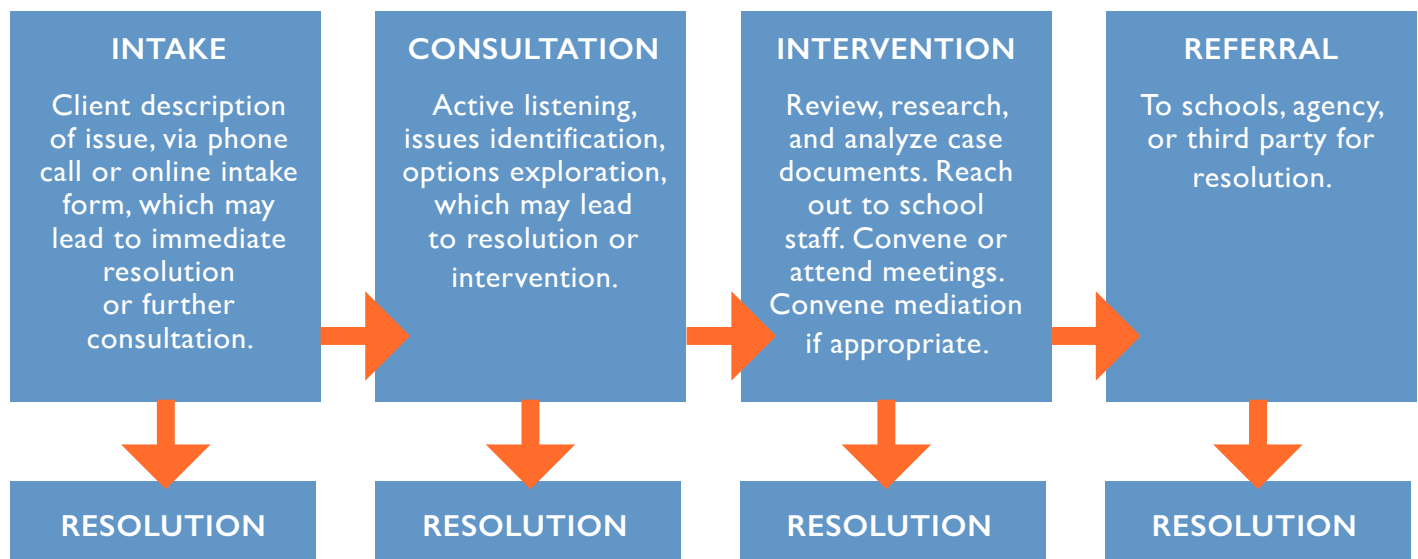 INTAKE
Client description
of issue, via phone
call or online intake
form, which may
lead to immediate
resolution
or further
consultation.
CONSULTATION
Active listening,
issues identification,
options exploration,
which may lead
to resolution or
intervention.
INTERVENTION
Review, research,
and analyze case
documents. Reach
out to school
staff. Convene or
attend meetings.
Convene mediation
if appropriate.
REFERRAL
To schools, agency,
or third party for
resolution.
RESOLUTION
RESOLUTION
RESOLUTION
RESOLUTION